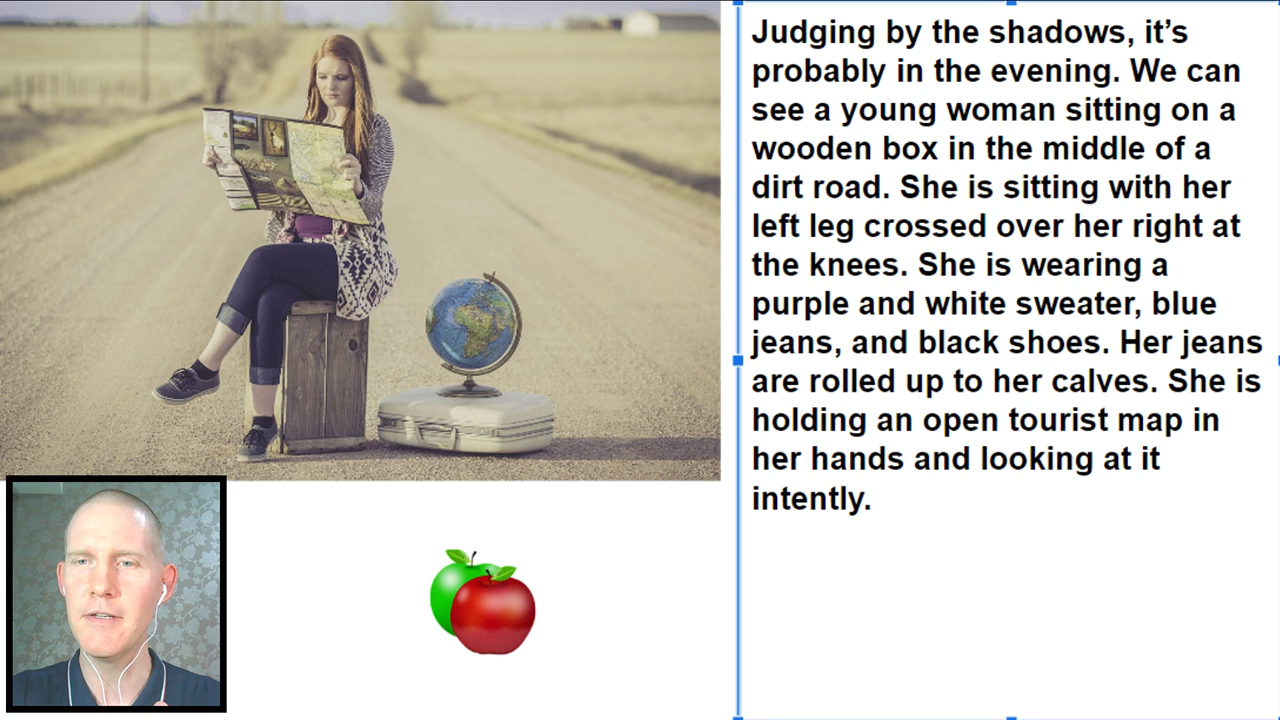 Judging by the shadows, it’s
probably in the evening. We can
see a young woman sitting on a
wooden box in the middle of a
dirt road. She is sitting with her
left leg crossed over her right at
the knees. She is wearing a
purple and white sweater, blue
jeans, and black shoes. Her jeans
are rolled up to her calves. She is
holding an open tourist map in
her hands and looking at it
intently.